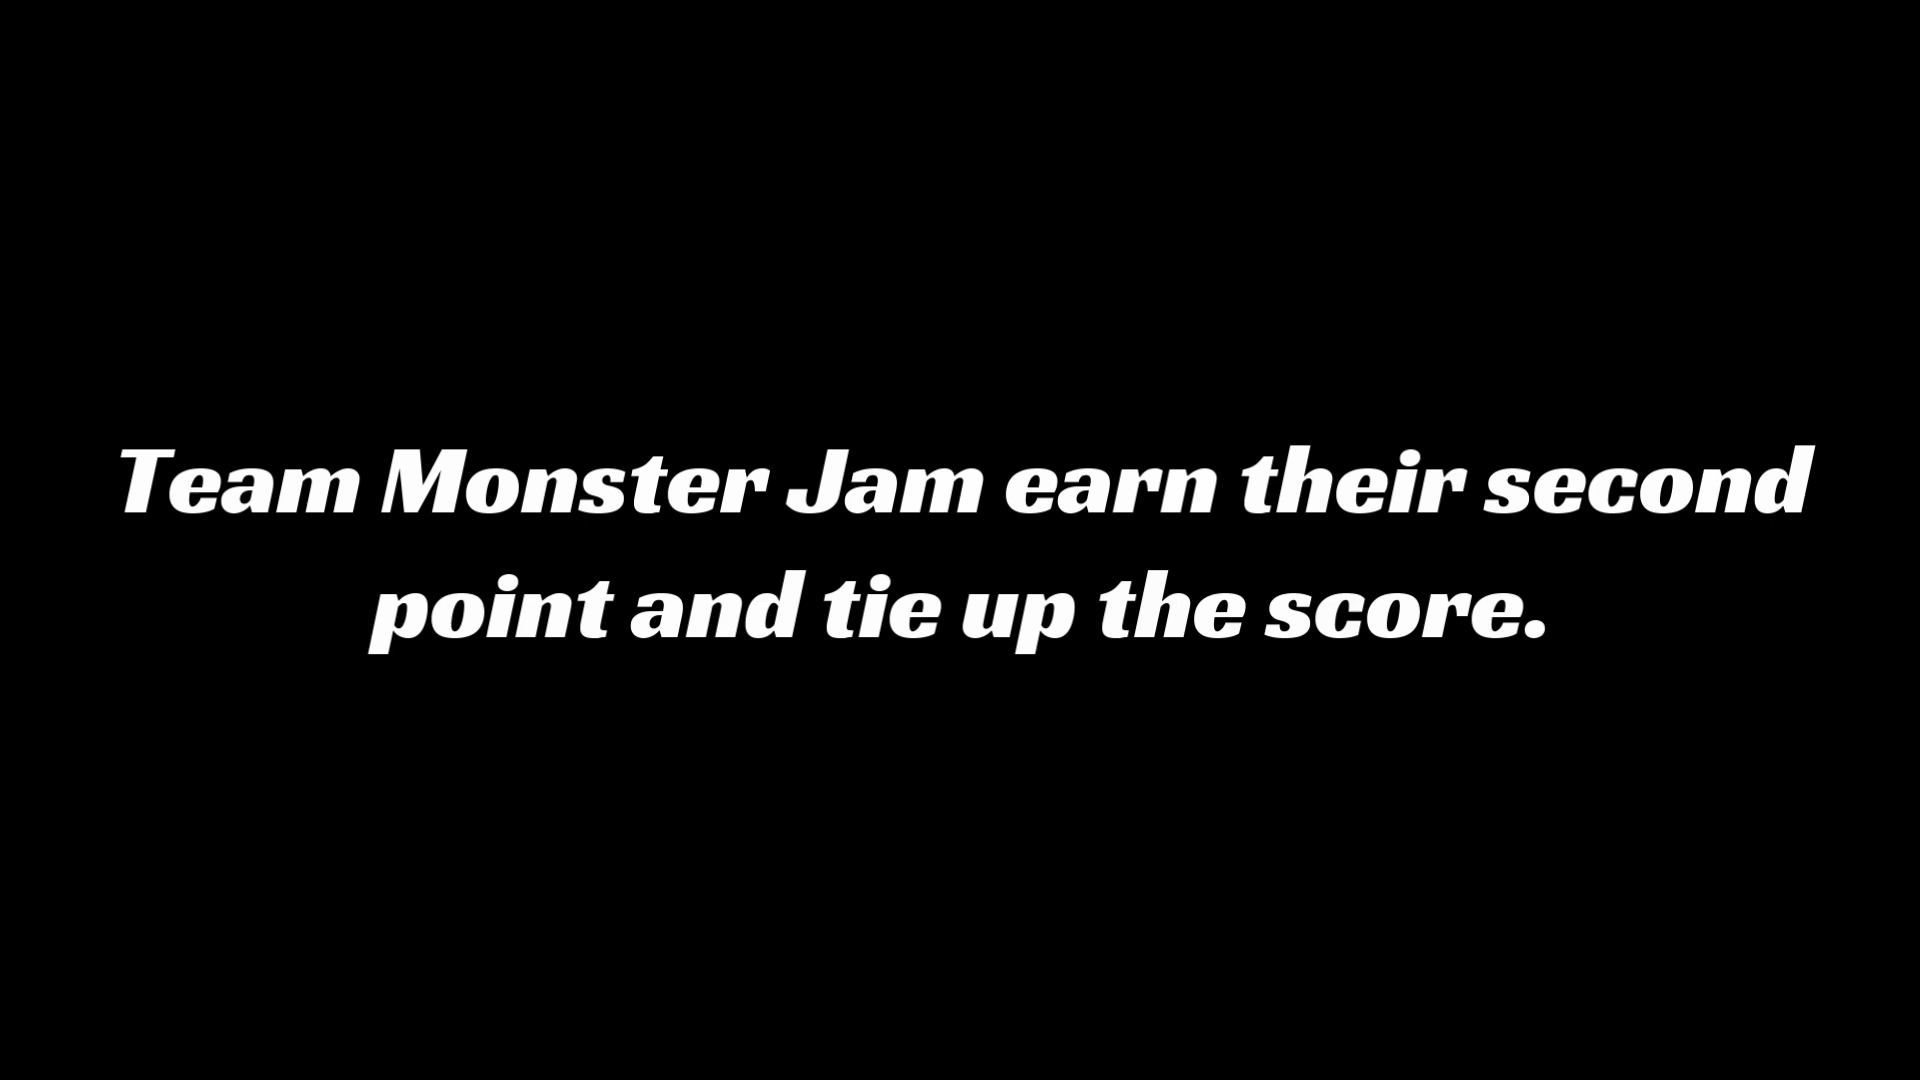 Team Monster Jam earn their second
point and tie up the score.